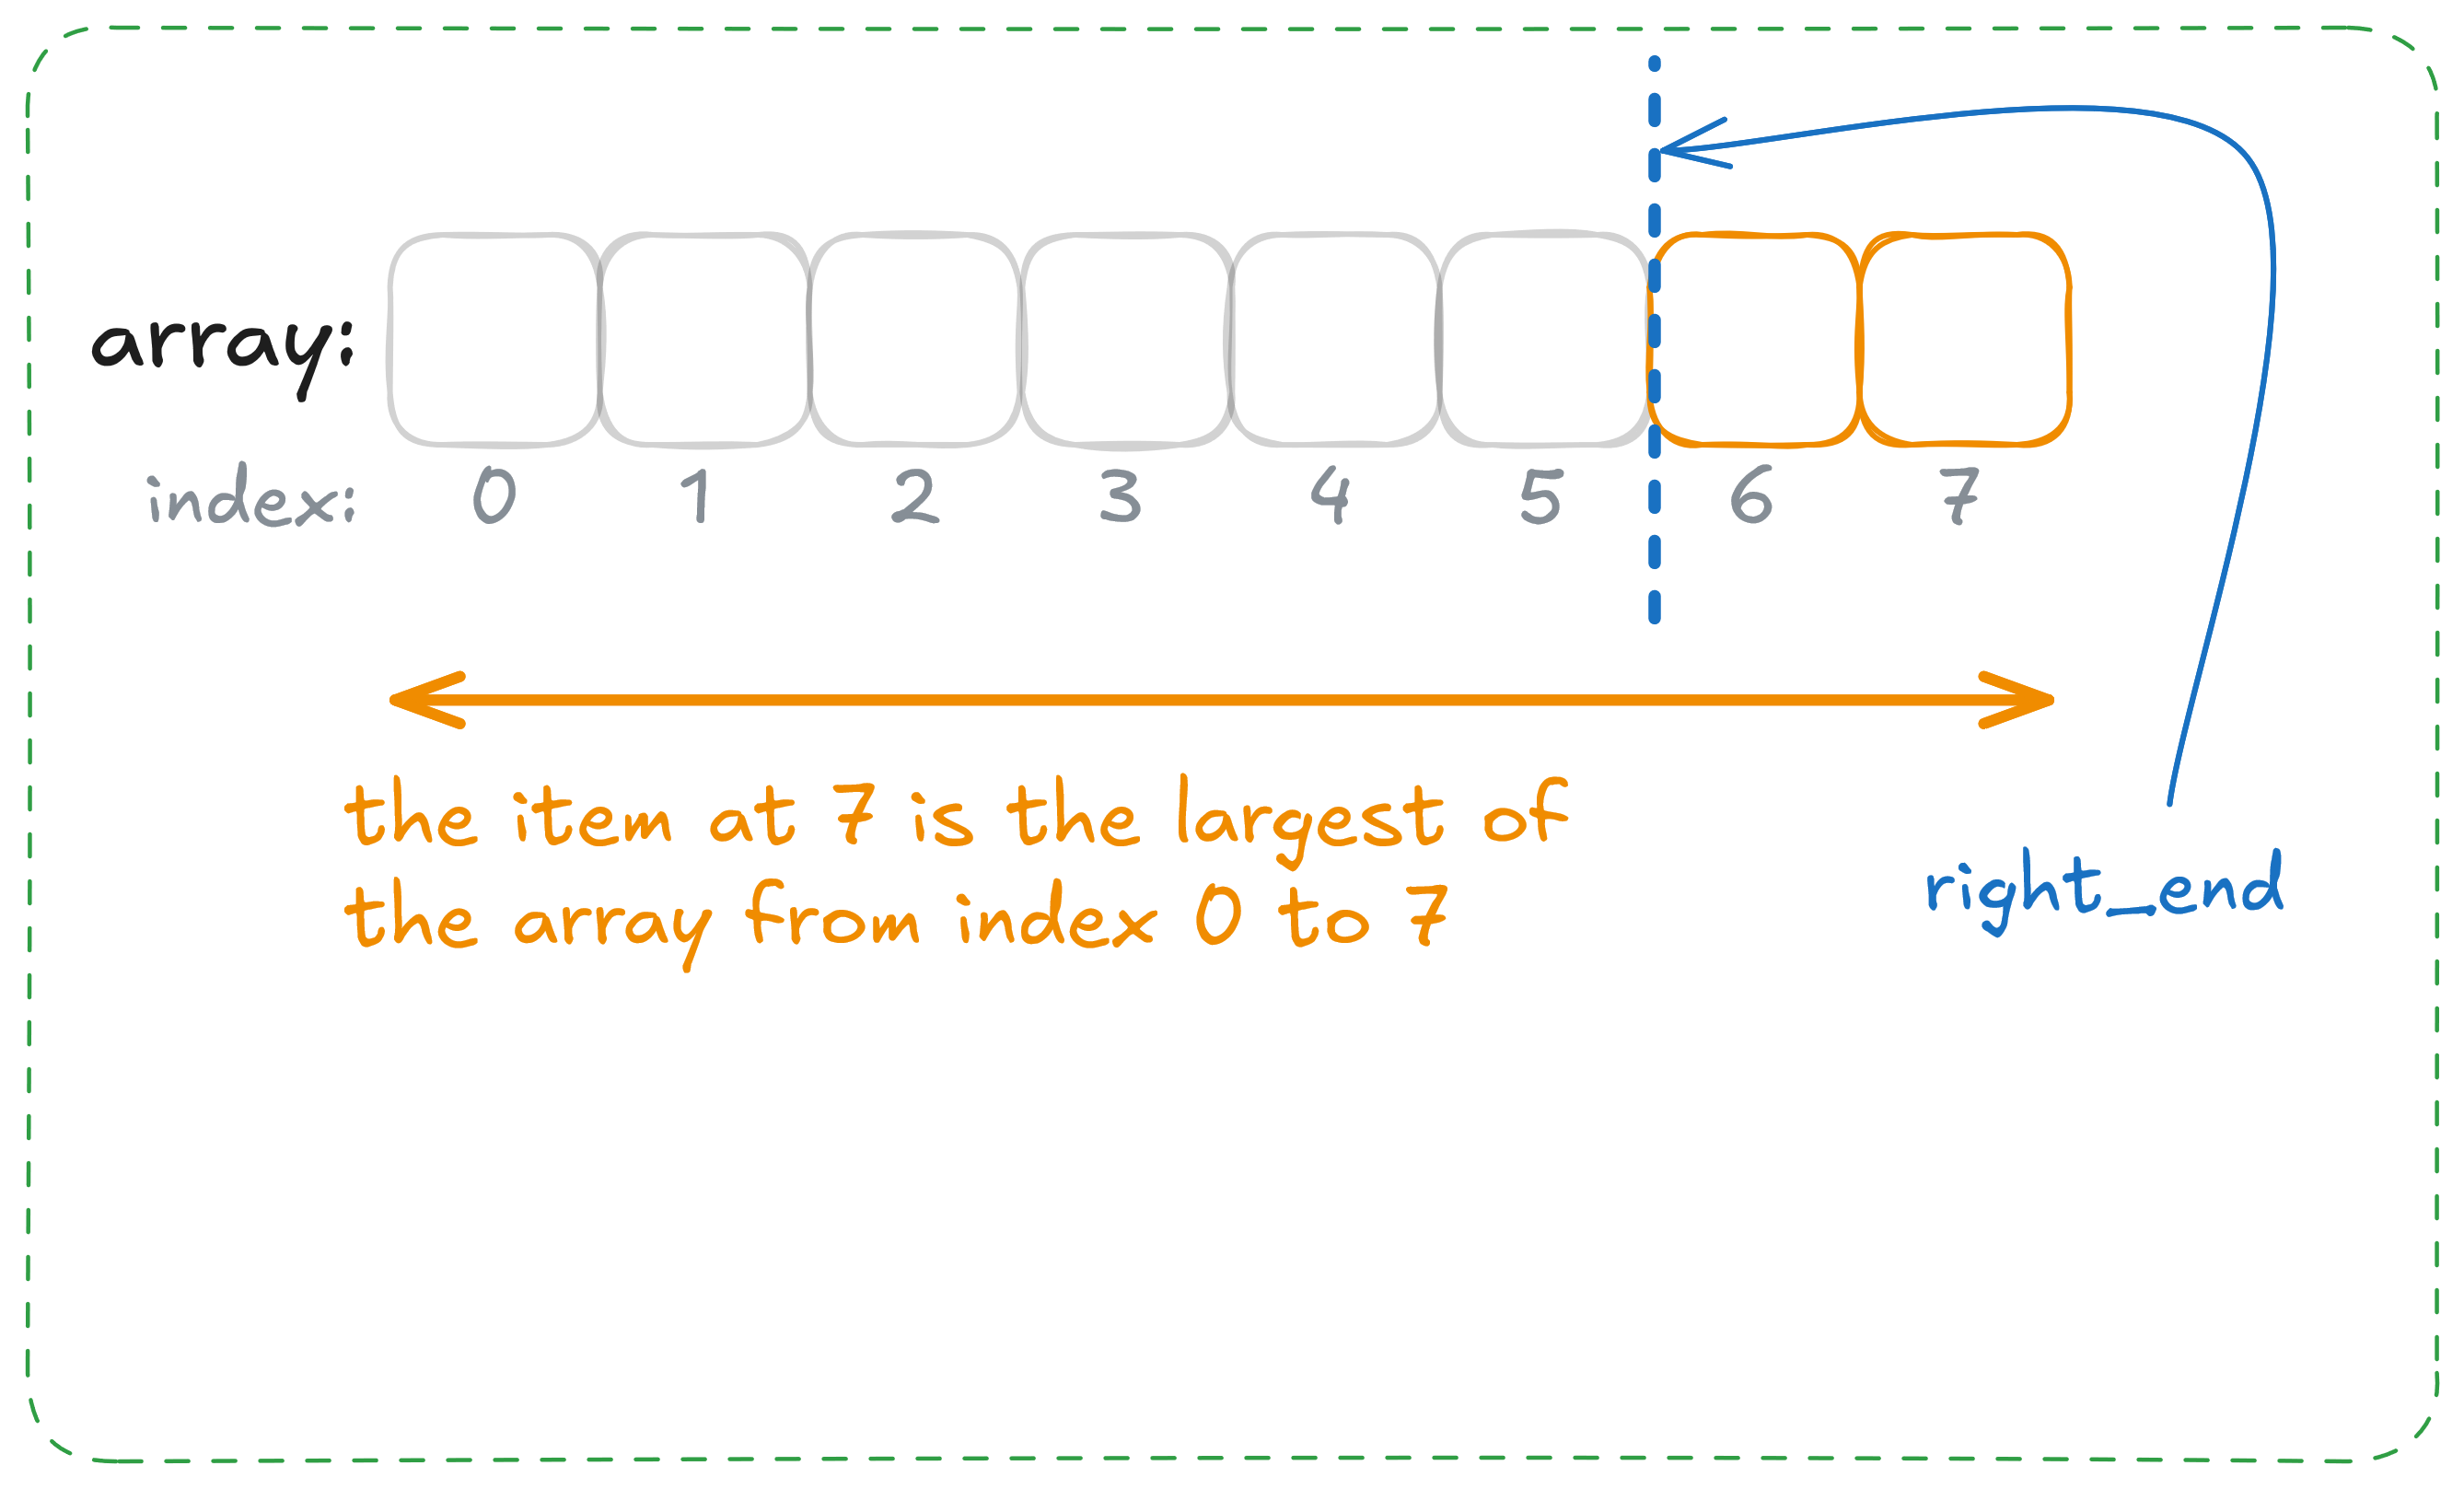 array:
index: 0 1 2 3 4 5 6 7
the item at 7 is the largest of
the array from index 0 to 7
right_end